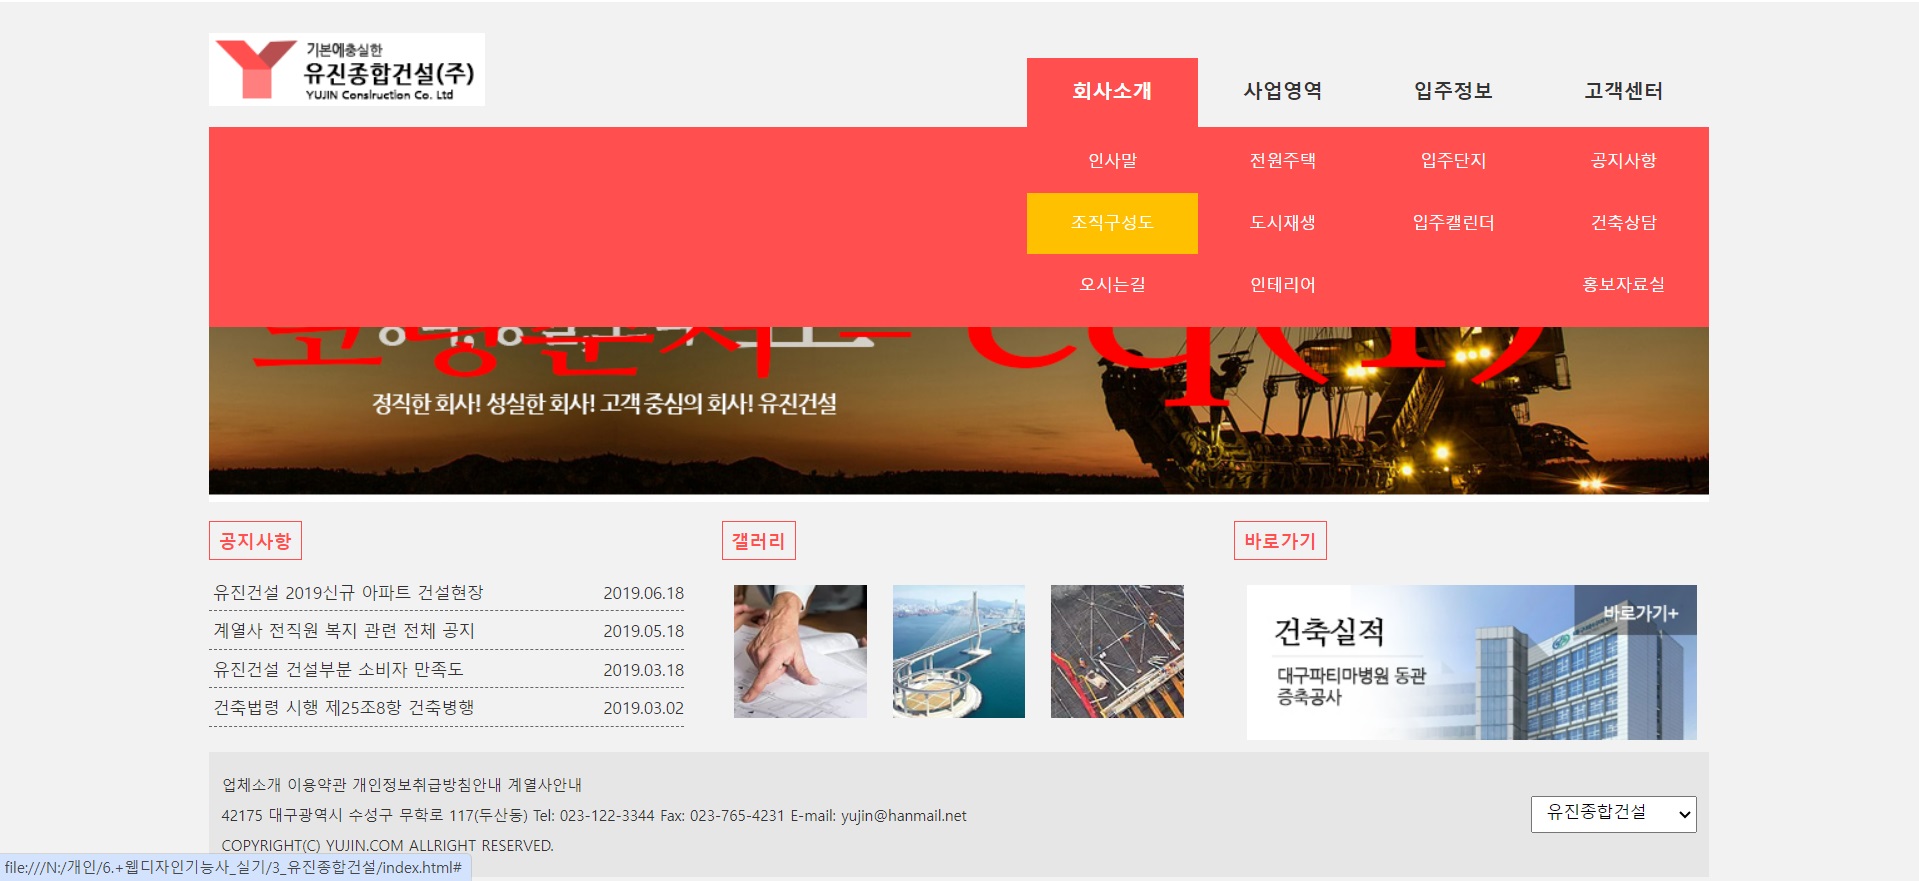 기본에충실한
유진종합건설(주)
YUJIN Conslruction Co. Ltd
회사소개 사업영역 입주정보 고객센터
인사말 전원주택 입주단지 공지사항
조직구성도 도시재생 입주캘린더 건축상담
오시는길 인테리어 홍보자료실
eq(1)
정직한 회사! 성실한 회사! 고객 중심의 회사! 유진건설
공지사항
유진건설 2019신규 아파트 건설현장 2019.06.18
계열사 전직원 복지 관련 전체 공지 2019.05.18
유진건설 건설부분 소비자 만족도 2019.03.18
건축법령 시행 제25조8항 건축병행 2019.03.02
갤러리
바로가기
바로가기+
건축실적
대구파티마병원 동관
증축공사
업체소개 이용약관 개인정보취급방침안내 계열사안내
42175 대구광역시 수성구 무학로 117(두산동) Tel: 023-122-3344 Fax: 023-765-4231 E-mail: yujin@hanmail.net
COPYRIGHT(C) YUJIN.COM ALLRIGHT RESERVED.
유진종합건설
file:///N:/개인/6.+웹디자인기능사_실기/3_유진종합건설/index.html#